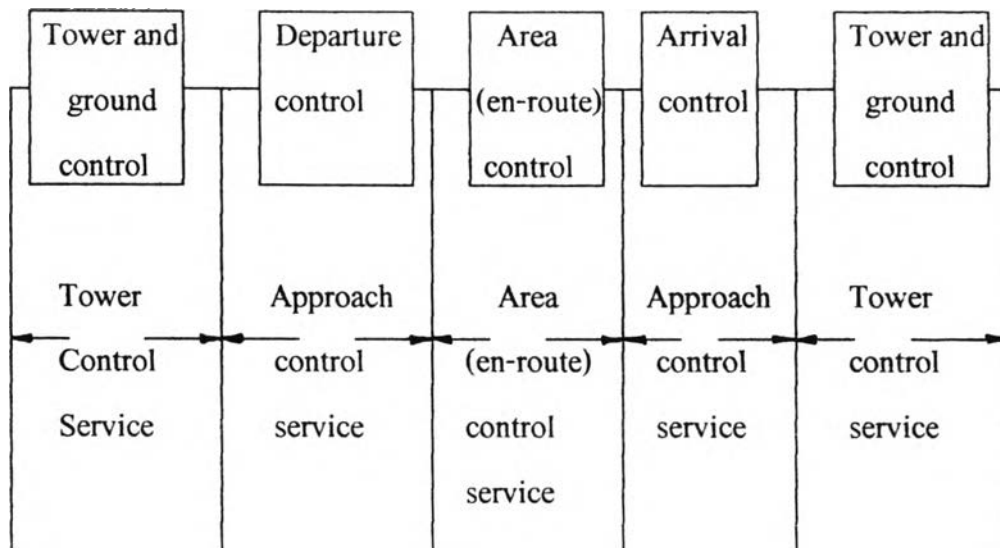 Tower and
ground
control
Departure
control
Area
(en-route)
control
Arrival
control
Tower and
ground
control
Tower
Control
Service
Approach
control
service
Area
(en-route)
control
service
Approach
control
service
Tower
control
service